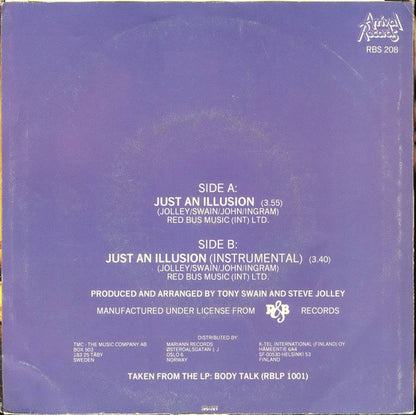 Arrival
Records
RBS 208
SIDE A:
JUST AN ILLUSION (3.55)
(JOLLEY/SWAIN/JOHN/INGRAM)
RED BUS MUSIC (INT) LTD.
SIDE B:
JUST AN ILLUSION (INSTRUMENTAL) (3.40)
(JOLLEY/SWAIN/JOHN/INGRAM)
RED BUS MUSIC (INT) LTD.
PRODUCED AND ARRANGED BY TONY SWAIN AND STEVE JOLLEY
MANUFACTURED UNDER LICENSE FROM R&B RECORDS
DISTRIBUTED BY:
TMC - THE MUSIC COMPANY AB
BOX 503
183 25 TÄBY
SWEDEN
MARIANN RECORDS
ØSTERDALSGATAN 1 J
OSLO 6
NORWAY
K-TEL INTERNATIONAL (FINLAND) OY
HÄMEENTIE 6A4
SF-00530 HELSINKI 53
FINLAND
TAKEN FROM THE LP: BODY TALK (RBLP 1001)